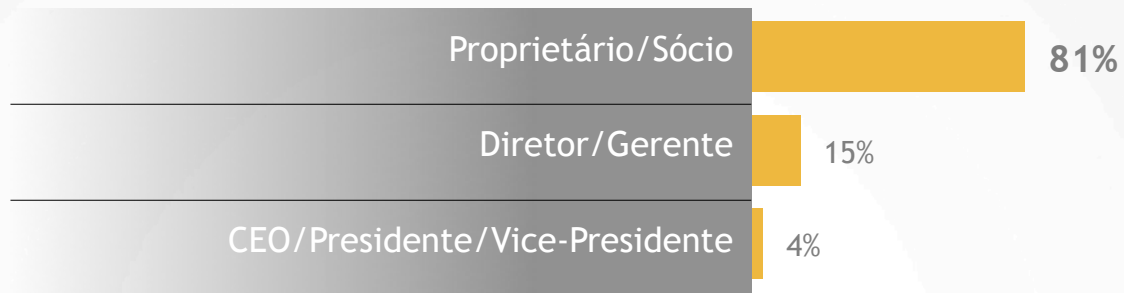 Proprietário/Sócio 81%
Diretor/Gerente 15%
CEO/Presidente/Vice-Presidente 4%